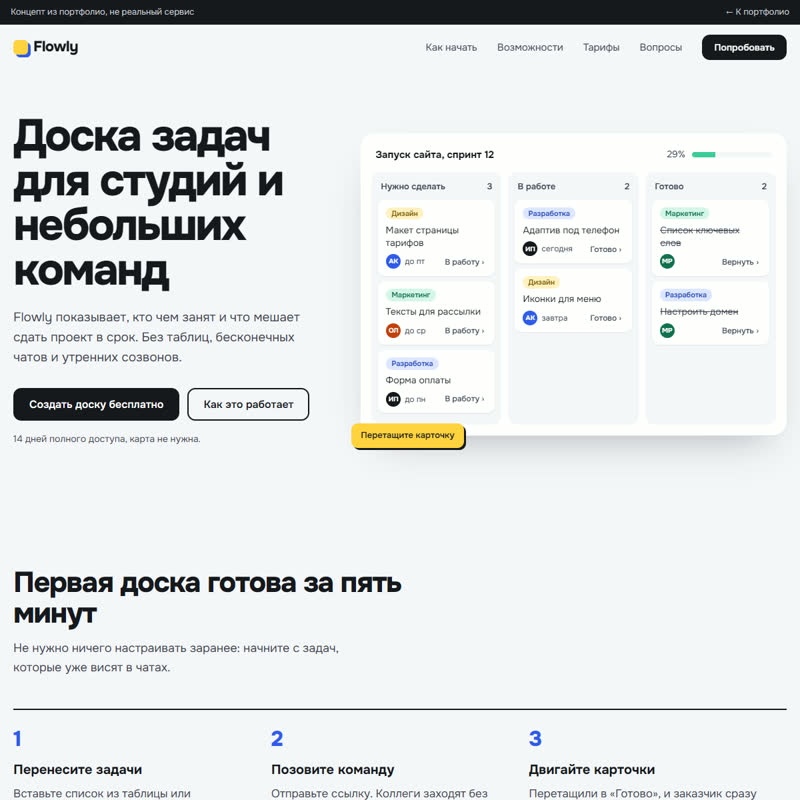 Концепт из портфолио, не реальный сервис
← К портфолио
Flowly
Как начать
Возможности
Тарифы
Вопросы
Попробовать
Доска задач
для студий и
небольших
команд
Flowly показывает, кто чем занят и что мешает
сдать проект в срок. Без таблиц, бесконечных
чатов и утренних созвонов.
Создать доску бесплатно
Как это работает
14 дней полного доступа, карта не нужна.
Запуск сайта, спринт 12
29%
Нужно сделать 3
Дизайн
Макет страницы
тарифов
АК до пт В работу ›
Маркетинг
Тексты для рассылки
ОЛ до ср В работу ›
Разработка
Форма оплаты
ИП до пн В работу ›
В работе 2
Разработка
Адаптив под телефон
ИП сегодня Готово ›
Дизайн
Иконки для меню
АК завтра Готово ›
Готово 2
Маркетинг
Список ключевых
слов
МР Вернуть ›
Разработка
Настроить домен
МР Вернуть ›
Перетащите карточку
Первая доска готова за пять
минут
Не нужно ничего настраивать заранее: начните с задач,
которые уже висят в чатах.
1
Перенесите задачи
Вставьте список из таблицы или
2
Позовите команду
Отправьте ссылку. Коллеги заходят без
3
Двигайте карточки
Перетащили в «Готово», и заказчик сразу